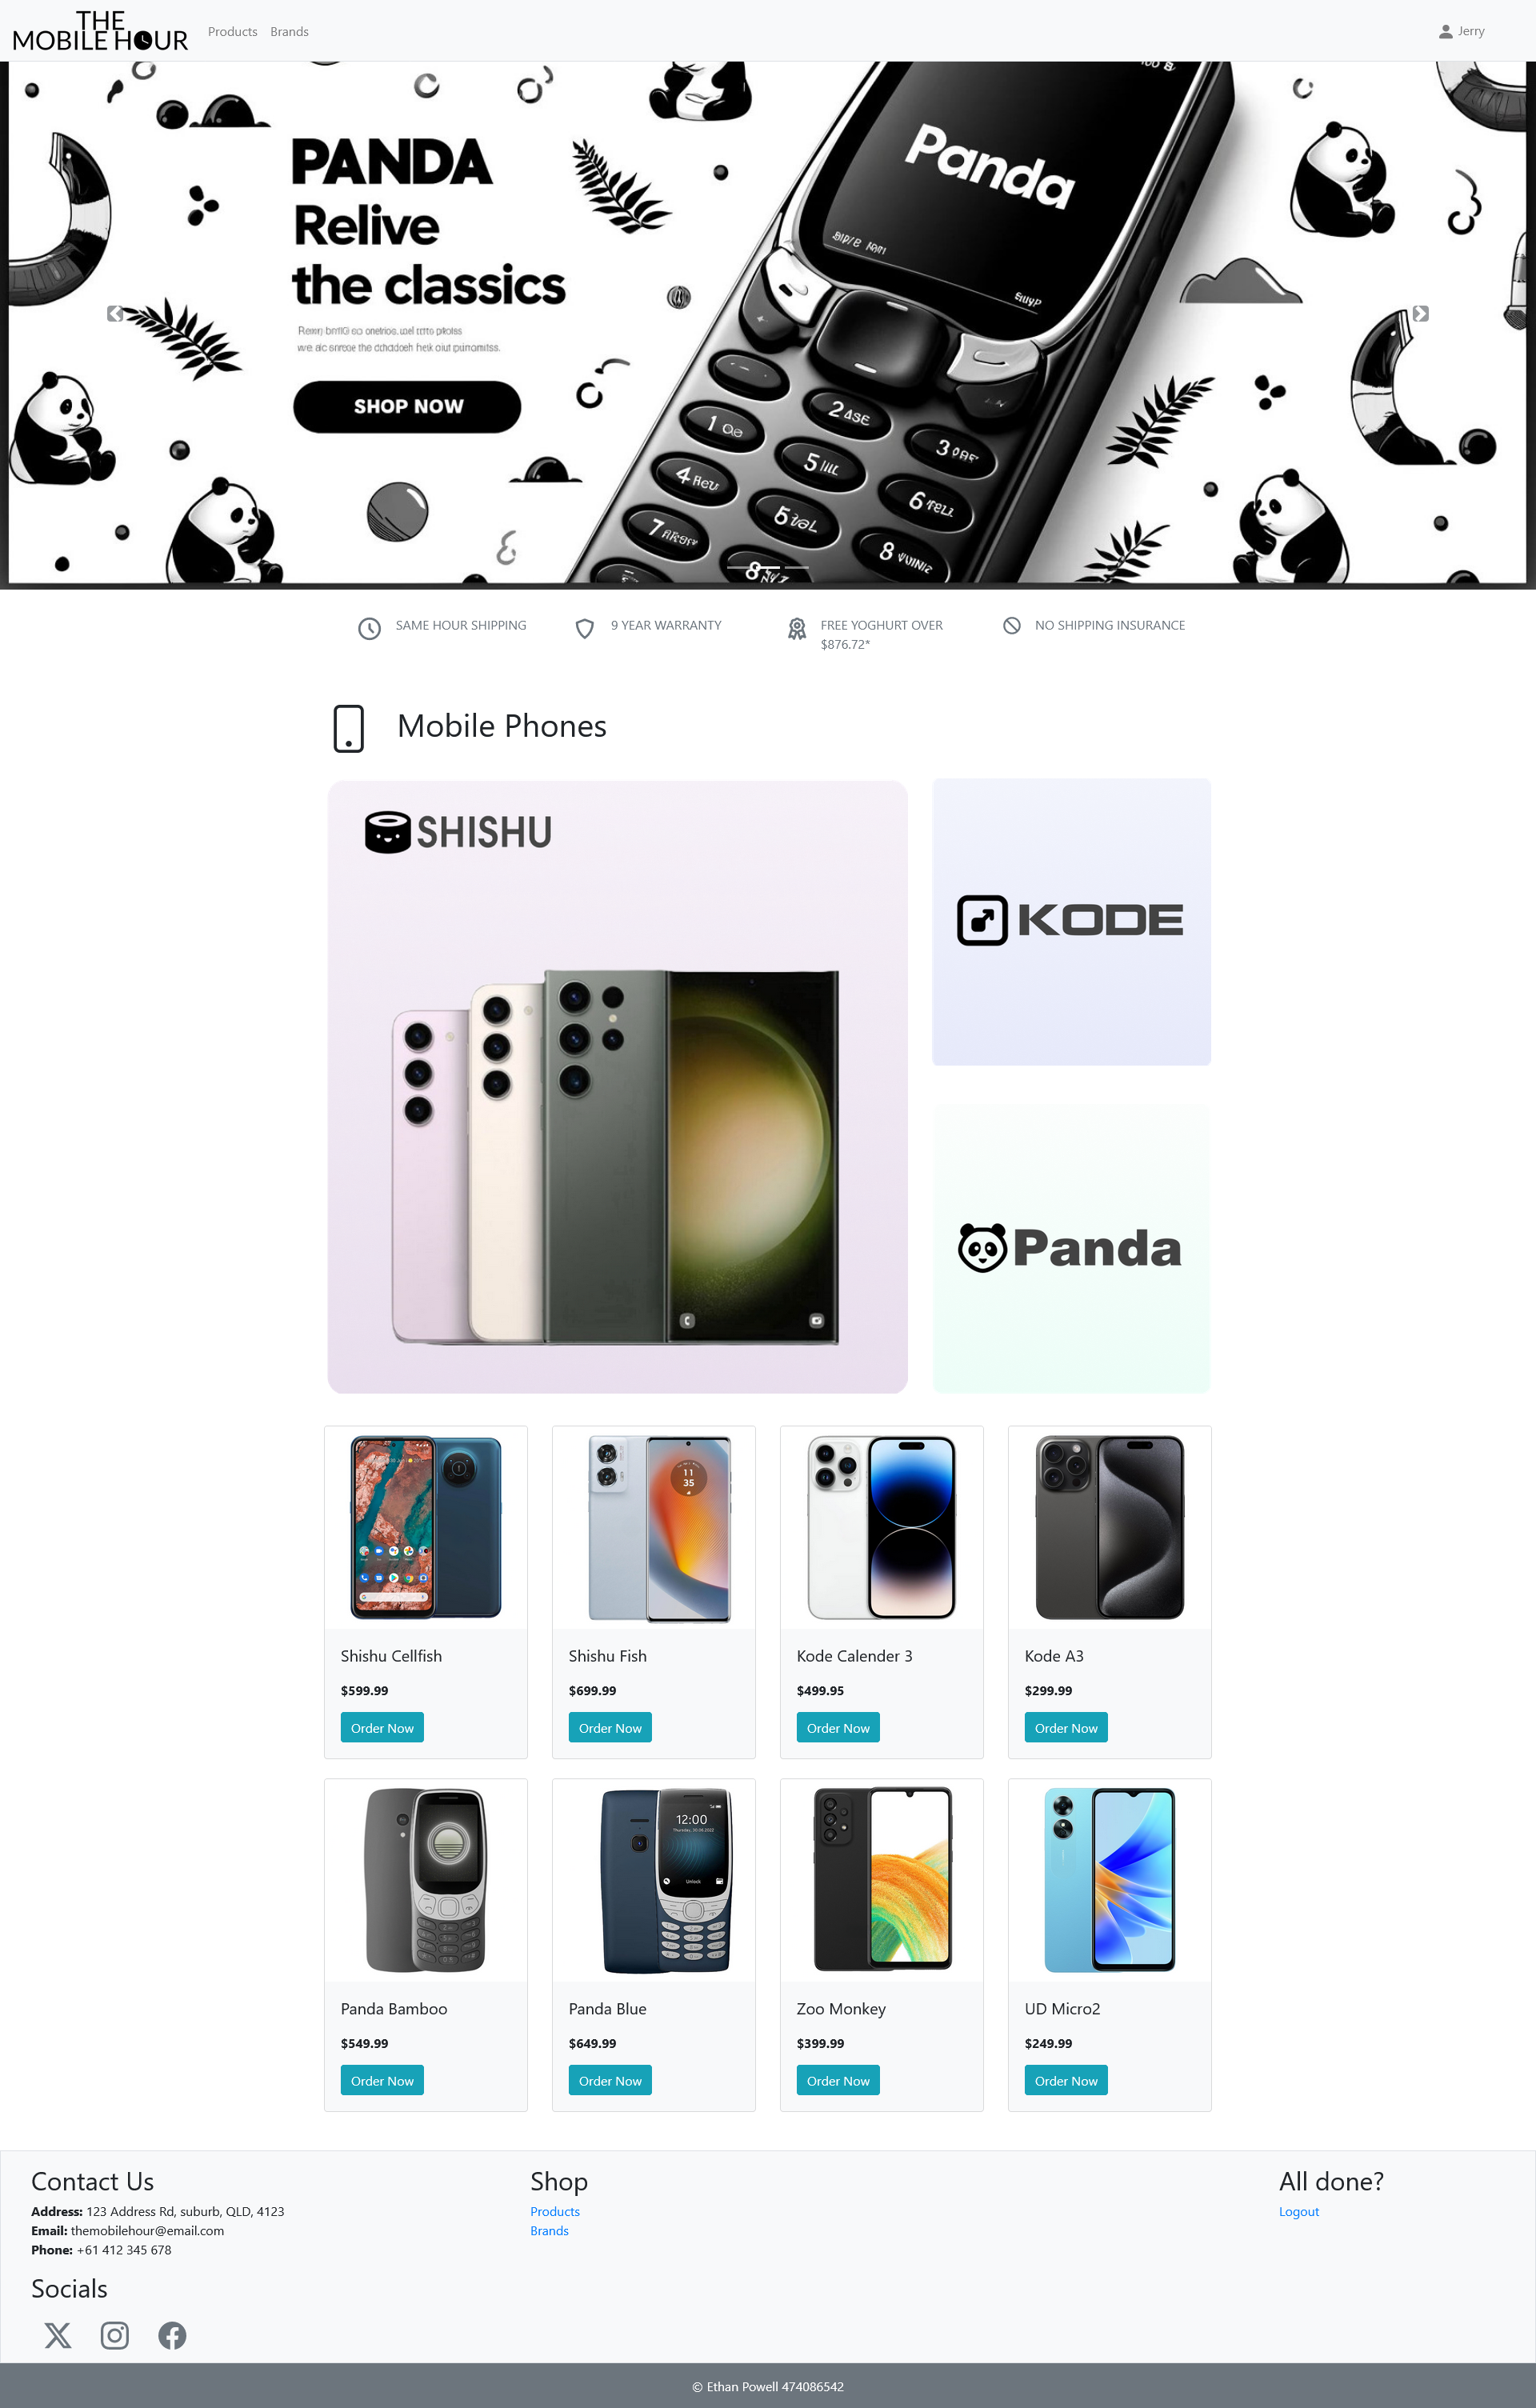 THE
MOBILE HOUR
Products Brands
Jerry
PANDA
Relive
the classics
SHOP NOW
Panda
SAME HOUR SHIPPING
9 YEAR WARRANTY
FREE YOGHURT OVER
$876.72*
NO SHIPPING INSURANCE
Mobile Phones
SHISHU
KODE
Panda
Shishu Cellfish
$599.99
Order Now
11
35
Shishu Fish
$699.99
Order Now
Kode Calender 3
$499.95
Order Now
Kode A3
$299.99
Order Now
Panda Bamboo
$549.99
Order Now
12:00
Unlock
Panda Blue
$649.99
Order Now
Zoo Monkey
$399.99
Order Now
UD Micro2
$249.99
Order Now
Contact Us
Address: 123 Address Rd, suburb, QLD, 4123
Email: themobilehour@email.com
Phone: +61 412 345 678
Socials
Shop
Products
Brands
All done?
Logout
© Ethan Powell 474086542